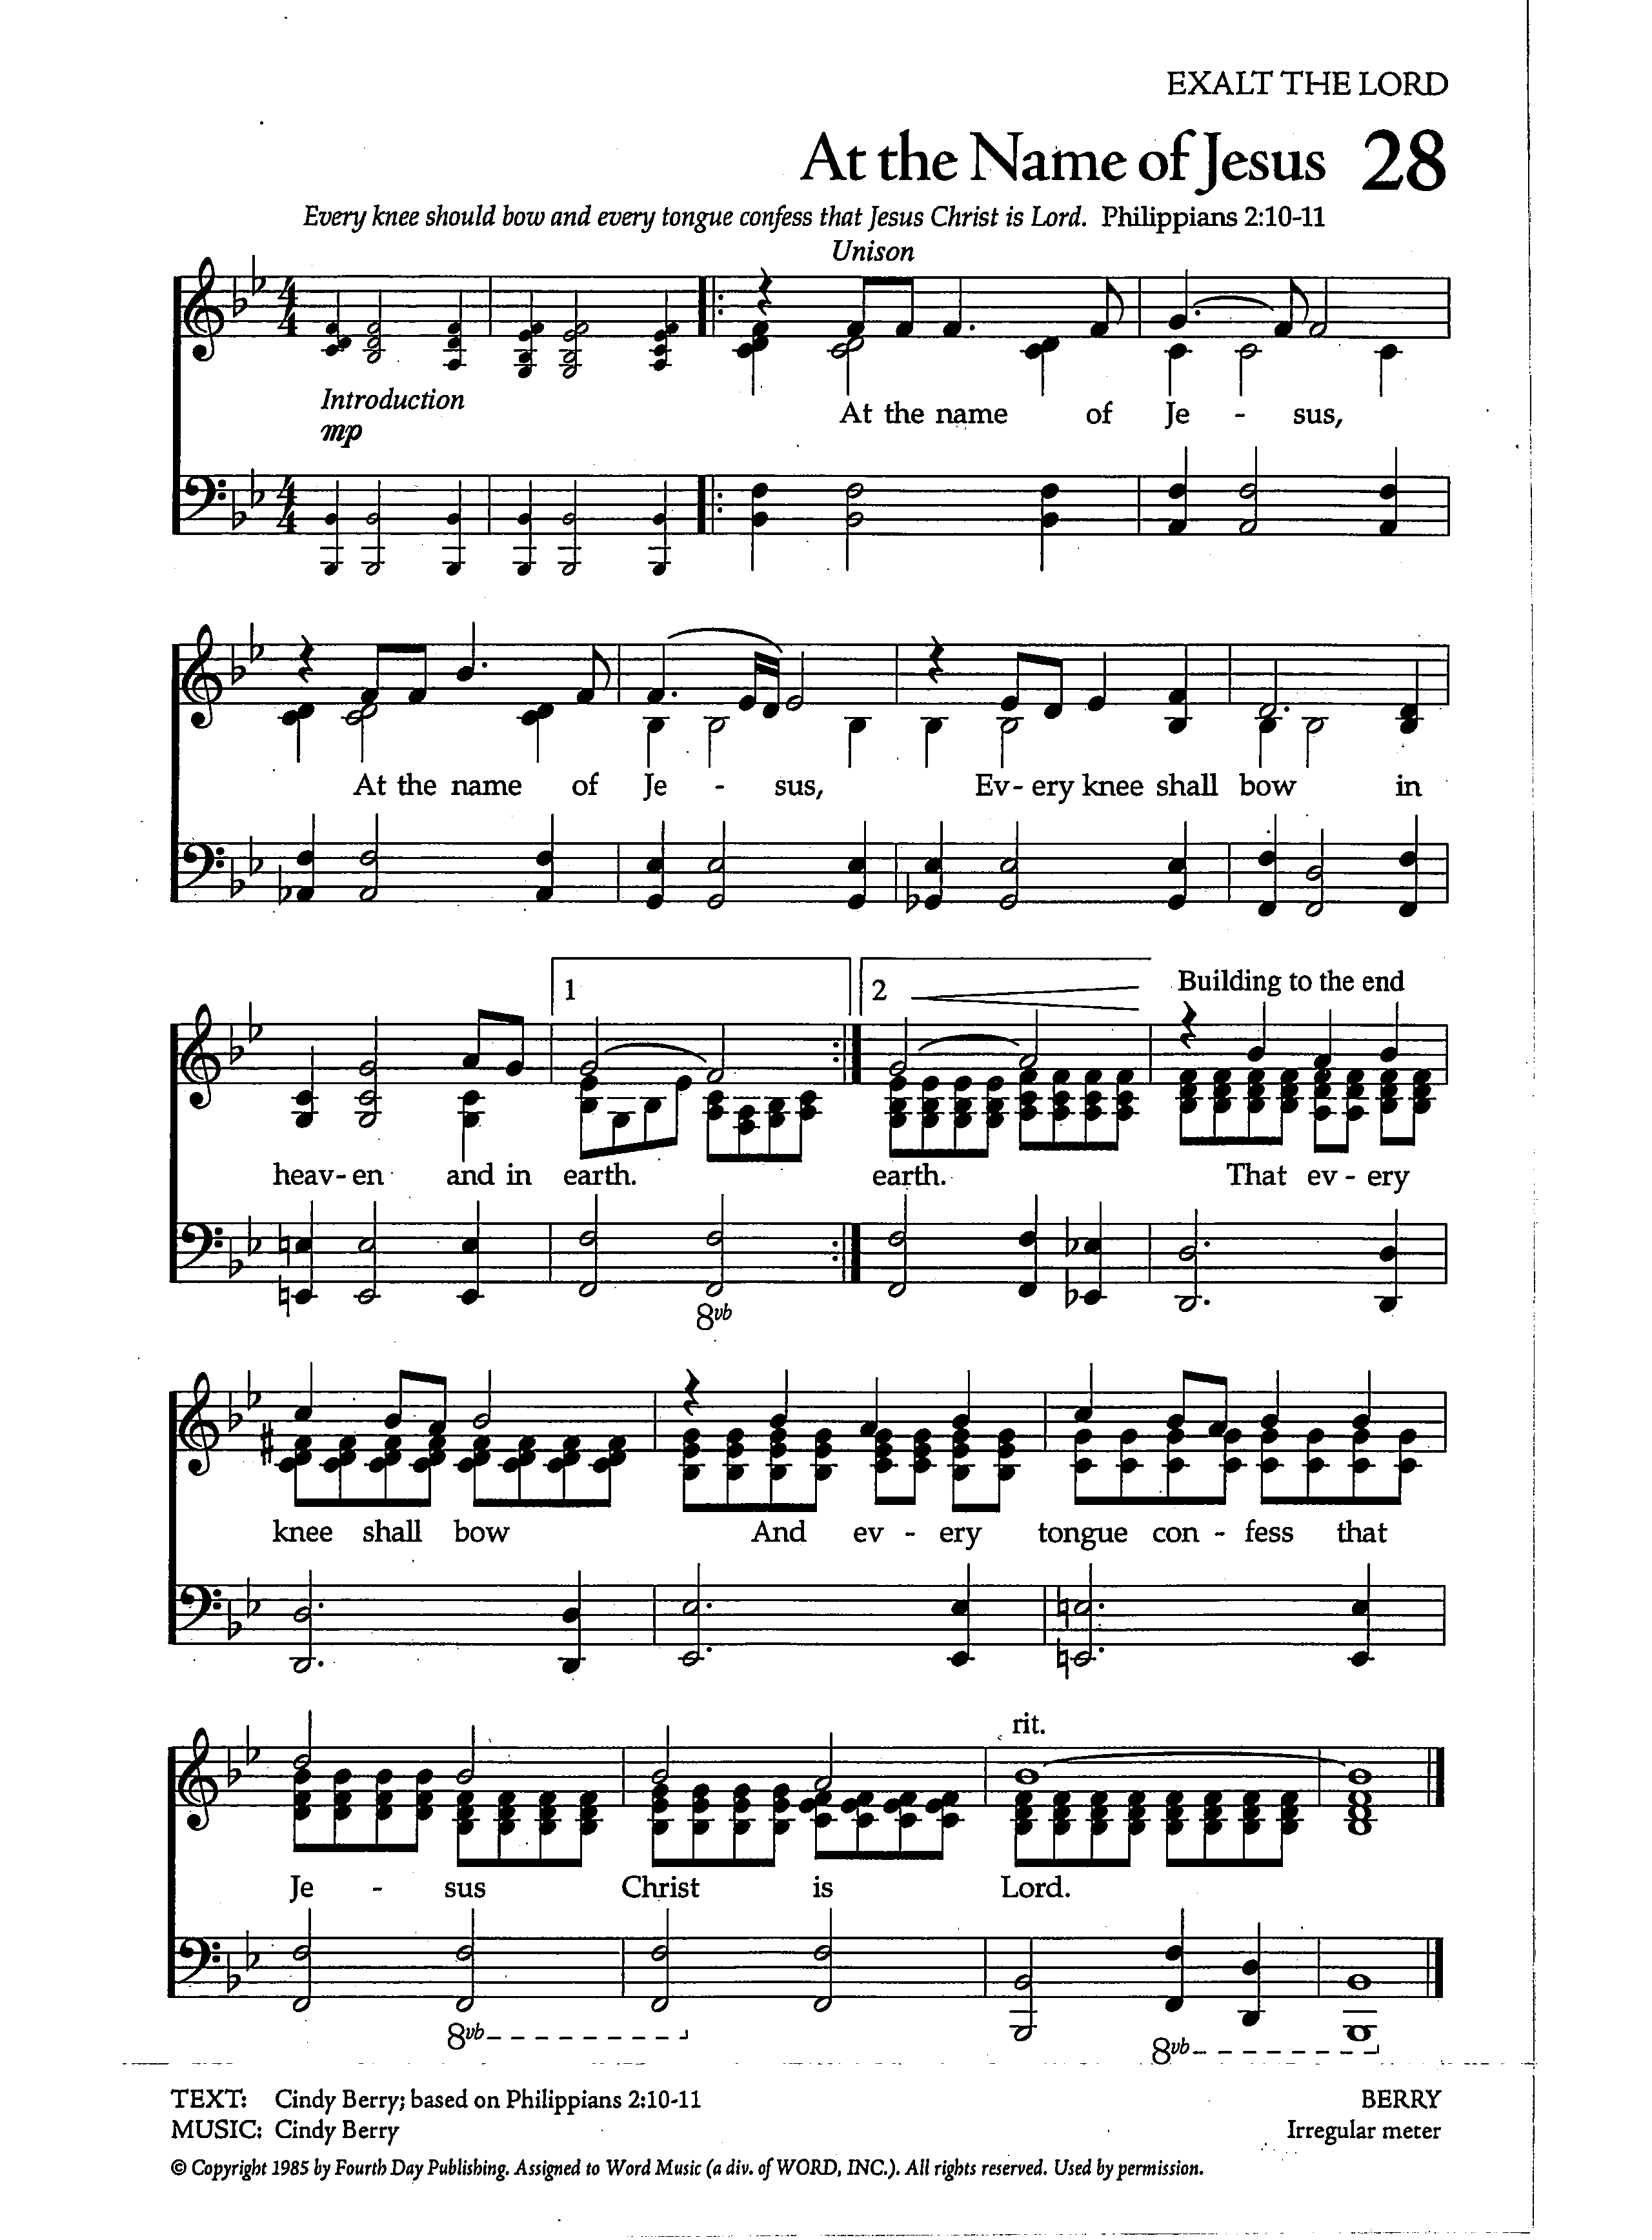 EXALT THE LORD
At the Name of Jesus 28
Every knee should bow and every tongue confess that Jesus Christ is Lord. Philippians 2:10-11
Unison
Introduction
mp
At the name of Je - sus,
At the name of Je - sus, Ev- ery knee shall bow in
1 2 Building to the end
heav- en and in earth. earth. That ev - ery
8vb
knee shall bow And ev - ery tongue con - fess that
rit.
Je - sus Christ is Lord.
8vb 8vb
TEXT: Cindy Berry; based on Philippians 2:10-11 BERRY
MUSIC: Cindy Berry Irregular meter
© Copyright 1985 by Fourth Day Publishing. Assigned to Word Music (a div. of WORD, INC.). All rights reserved. Used by permission.